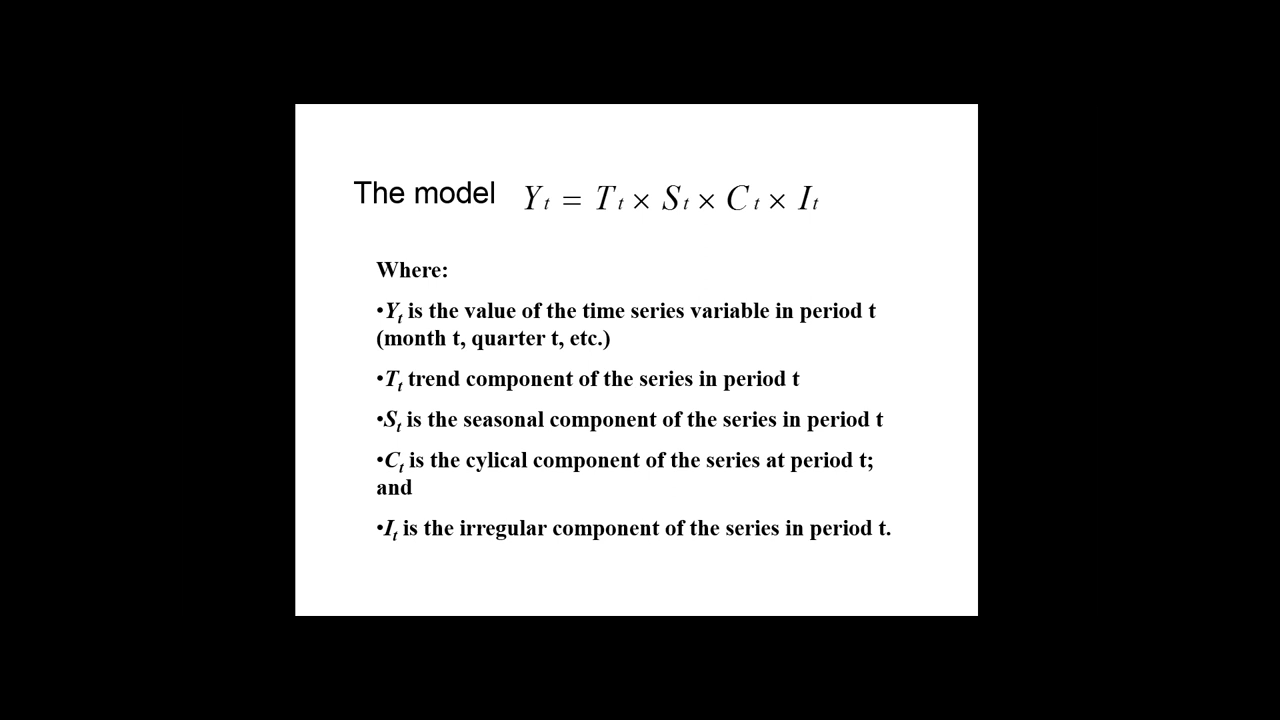 The model Yt = Tt × St × Ct × It
Where:
•Yt is the value of the time series variable in period t
(month t, quarter t, etc.)
•Tt trend component of the series in period t
•St is the seasonal component of the series in period t
•Ct is the cylical component of the series at period t;
and
•It is the irregular component of the series in period t.